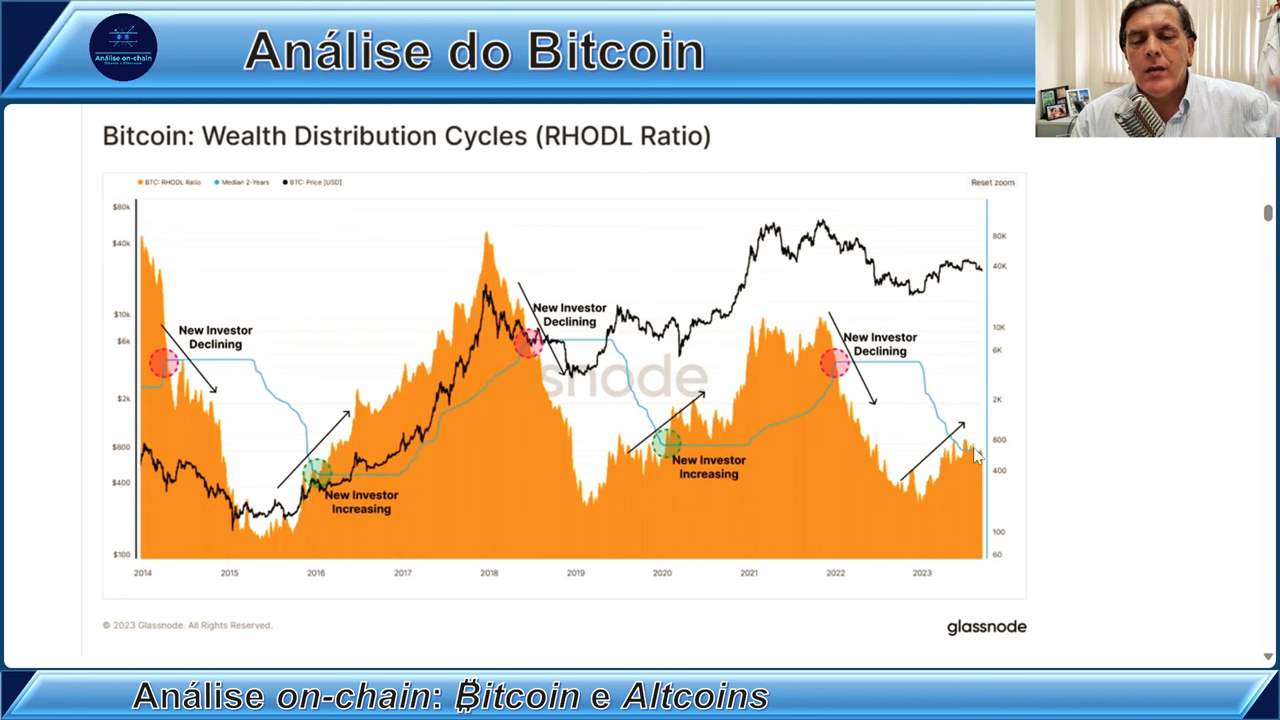 Análise on-chain
Análise do Bitcoin
Bitcoin: Wealth Distribution Cycles (RHODL Ratio)
BTC: RHODL Ratio
Median 2-Years
BTC: Price [USD]
Reset zoom
$80k
$40k
$10k
$6k
$2k
$800
$400
$100
80K
40K
10K
6K
2K
800
400
100
60
New Investor
Declining
New Investor
Increasing
New Investor
Declining
New Investor
Increasing
New Investor
Declining
snode
2014
2015
2016
2017
2018
2019
2020
2021
2022
2023
© 2023 Glassnode. All Rights Reserved.
glassnode
Análise on-chain: ₿itcoin e Altcoins